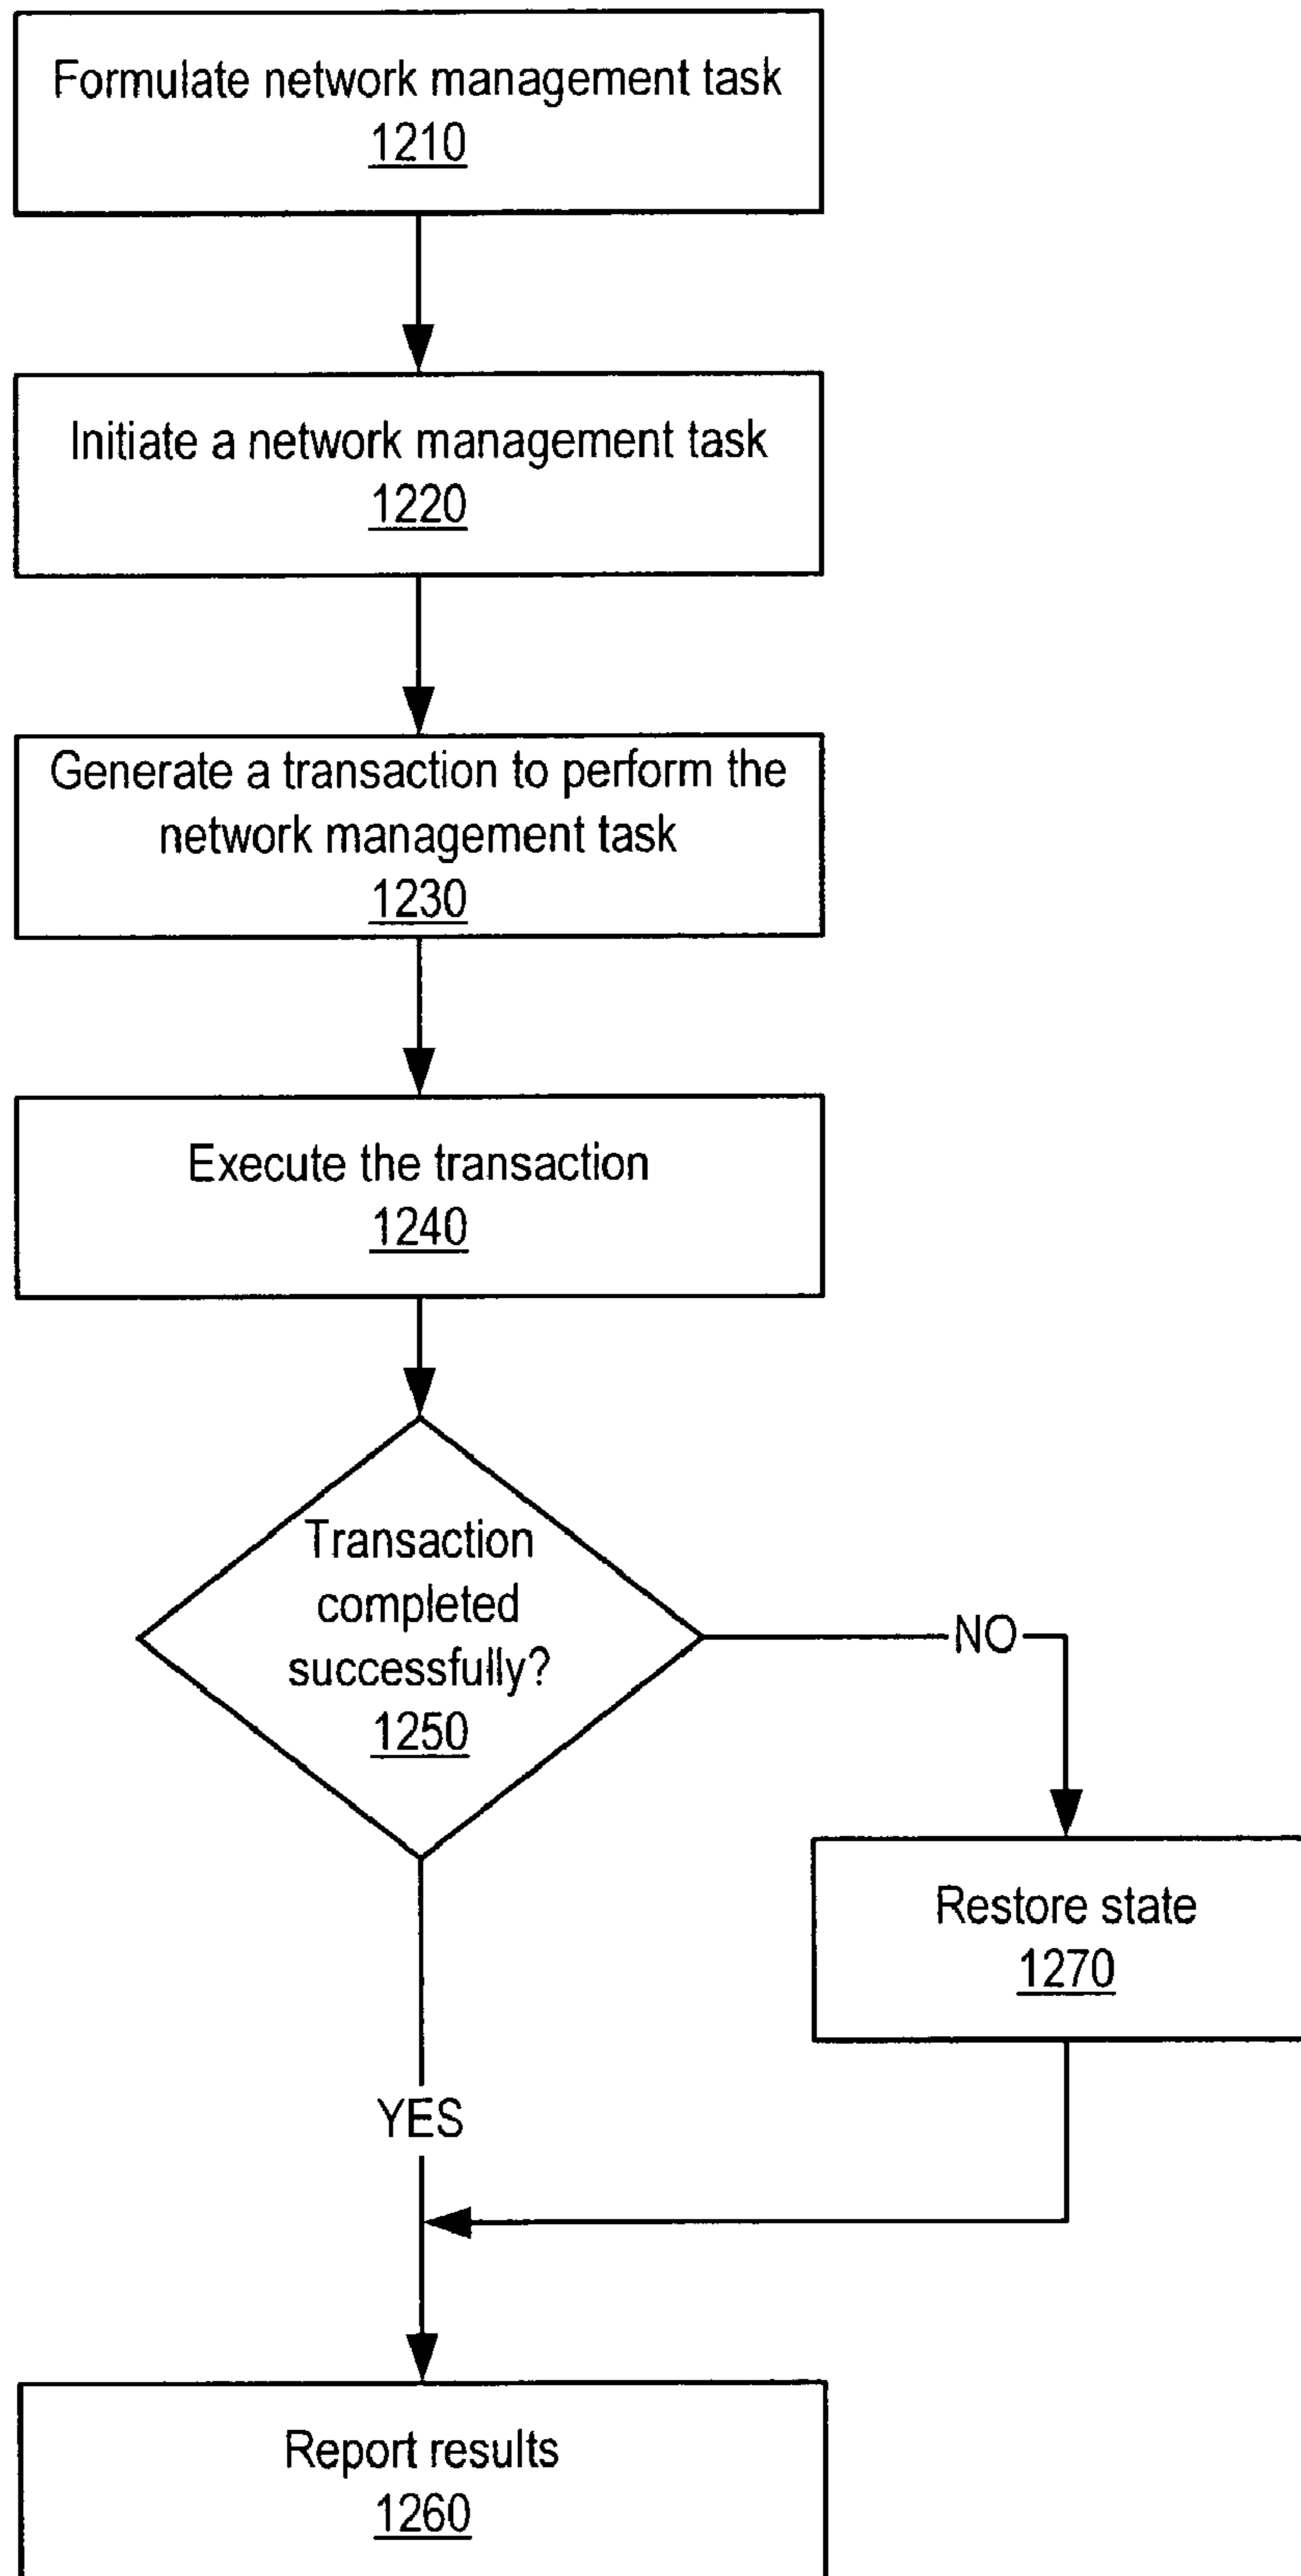 Formulate network management task
1210
Initiate a network management task
1220
Generate a transaction to perform the
network management task
1230
Execute the transaction
1240
Transaction
completed
successfully?
1250
NO
Restore state
1270
YES
Report results
1260